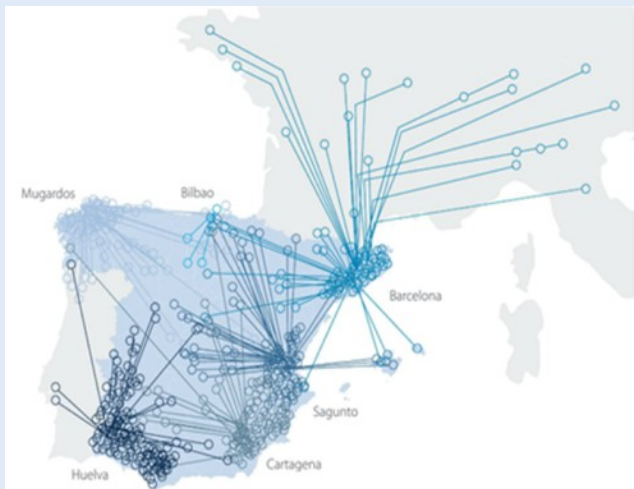 Mugardos
Bilbao
Barcelona
Sagunto
Cartagena
Huelva